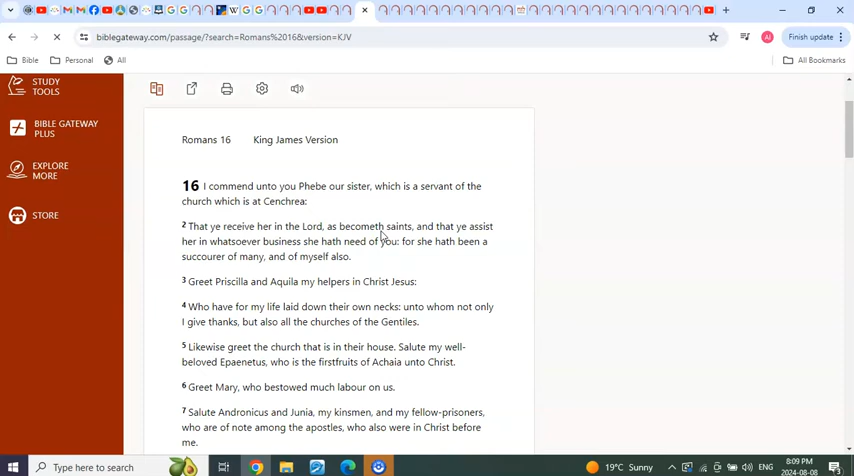 biblegateway.com/passage/?search=Romans%2016&version=KJV
AI
Finish update
Bible
Personal
All
All Bookmarks
STUDY
TOOLS
BIBLE GATEWAY
PLUS
EXPLORE
MORE
STORE
Romans 16 King James Version
16 I commend unto you Phebe our sister, which is a servant of the
church which is at Cenchrea:
2 That ye receive her in the Lord, as becometh saints, and that ye assist
her in whatsoever business she hath need of you: for she hath been a
succourer of many, and of myself also.
3 Greet Priscilla and Aquila my helpers in Christ Jesus:
4 Who have for my life laid down their own necks: unto whom not only
I give thanks, but also all the churches of the Gentiles.
5 Likewise greet the church that is in their house. Salute my well-
beloved Epaenetus, who is the firstfruits of Achaia unto Christ.
6 Greet Mary, who bestowed much labour on us.
7 Salute Andronicus and Junia, my kinsmen, and my fellow-prisoners,
who are of note among the apostles, who also were in Christ before
me.
Type here to search
19°C Sunny
ENG
8:09 PM
2024-08-08
3